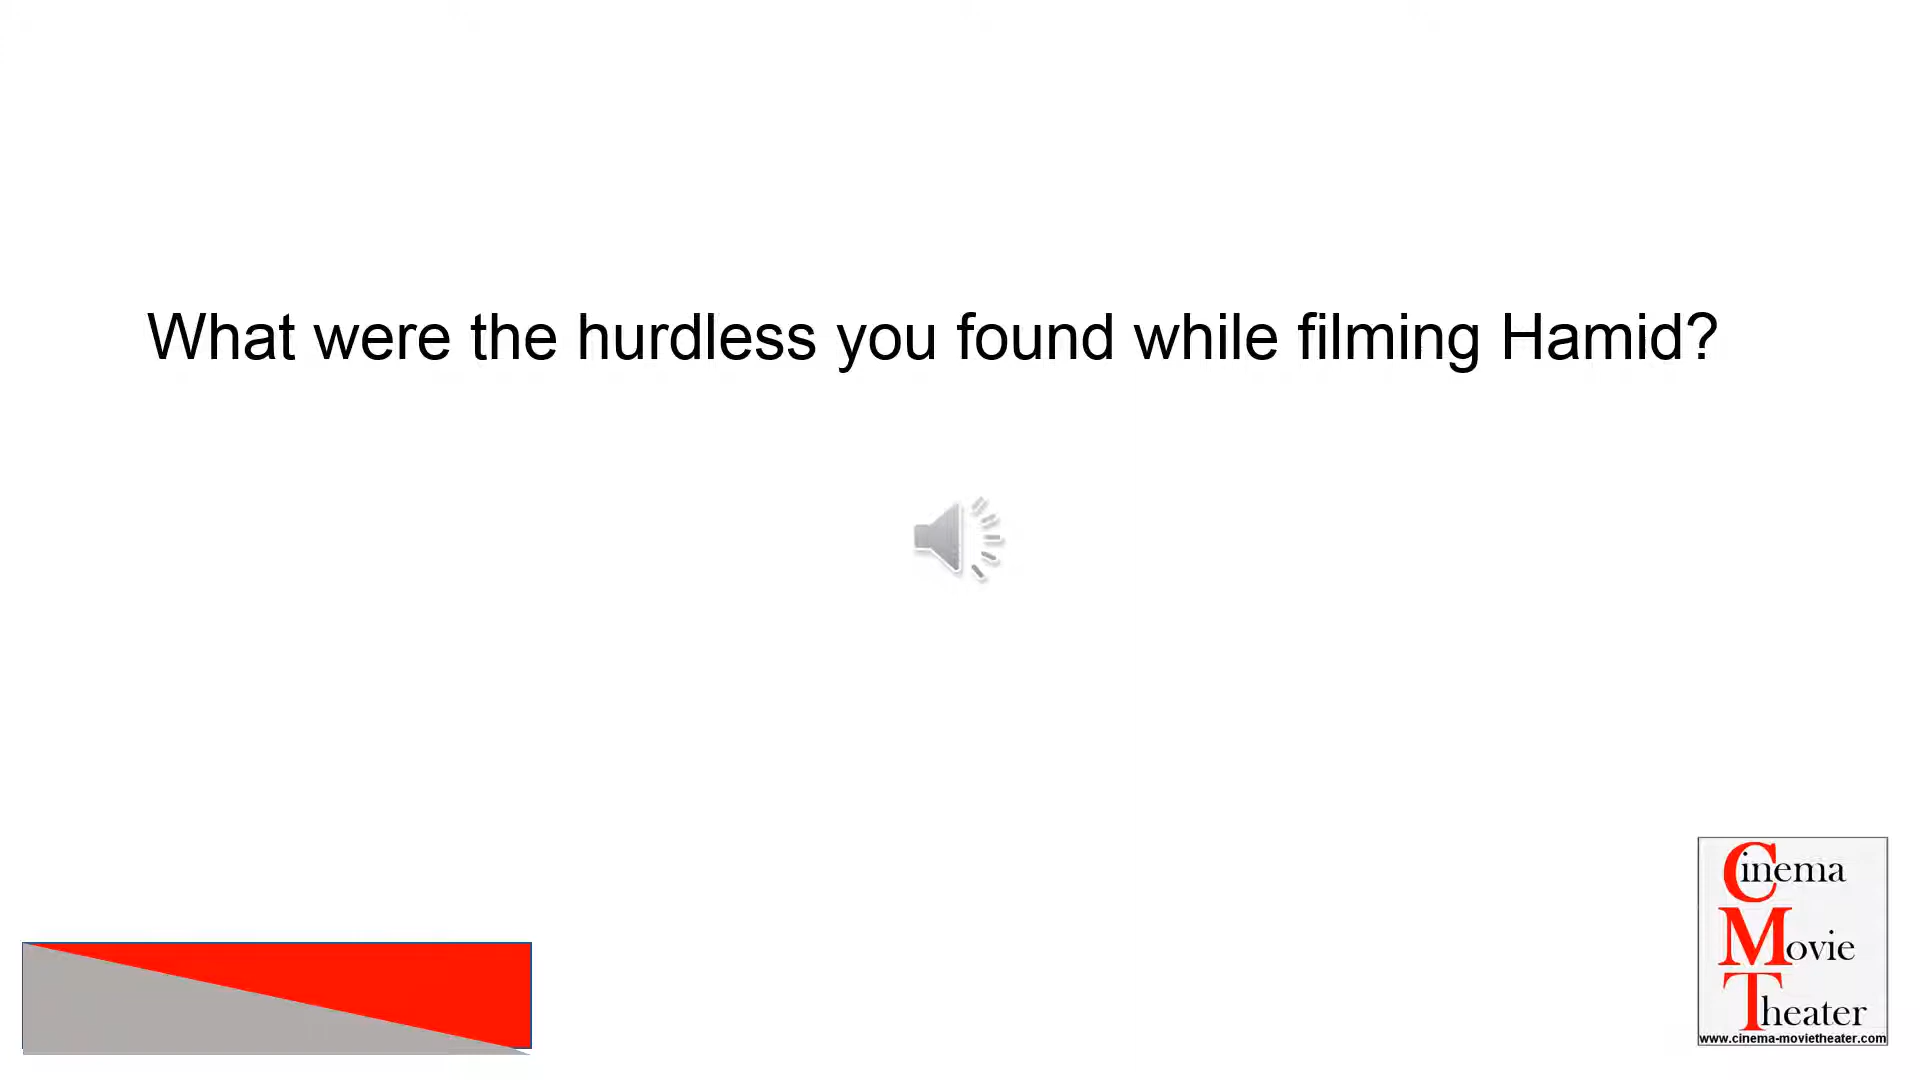 What were the hurdless you found while filming Hamid?
Cinema
Movie
Theater
www.cinema-movietheater.com